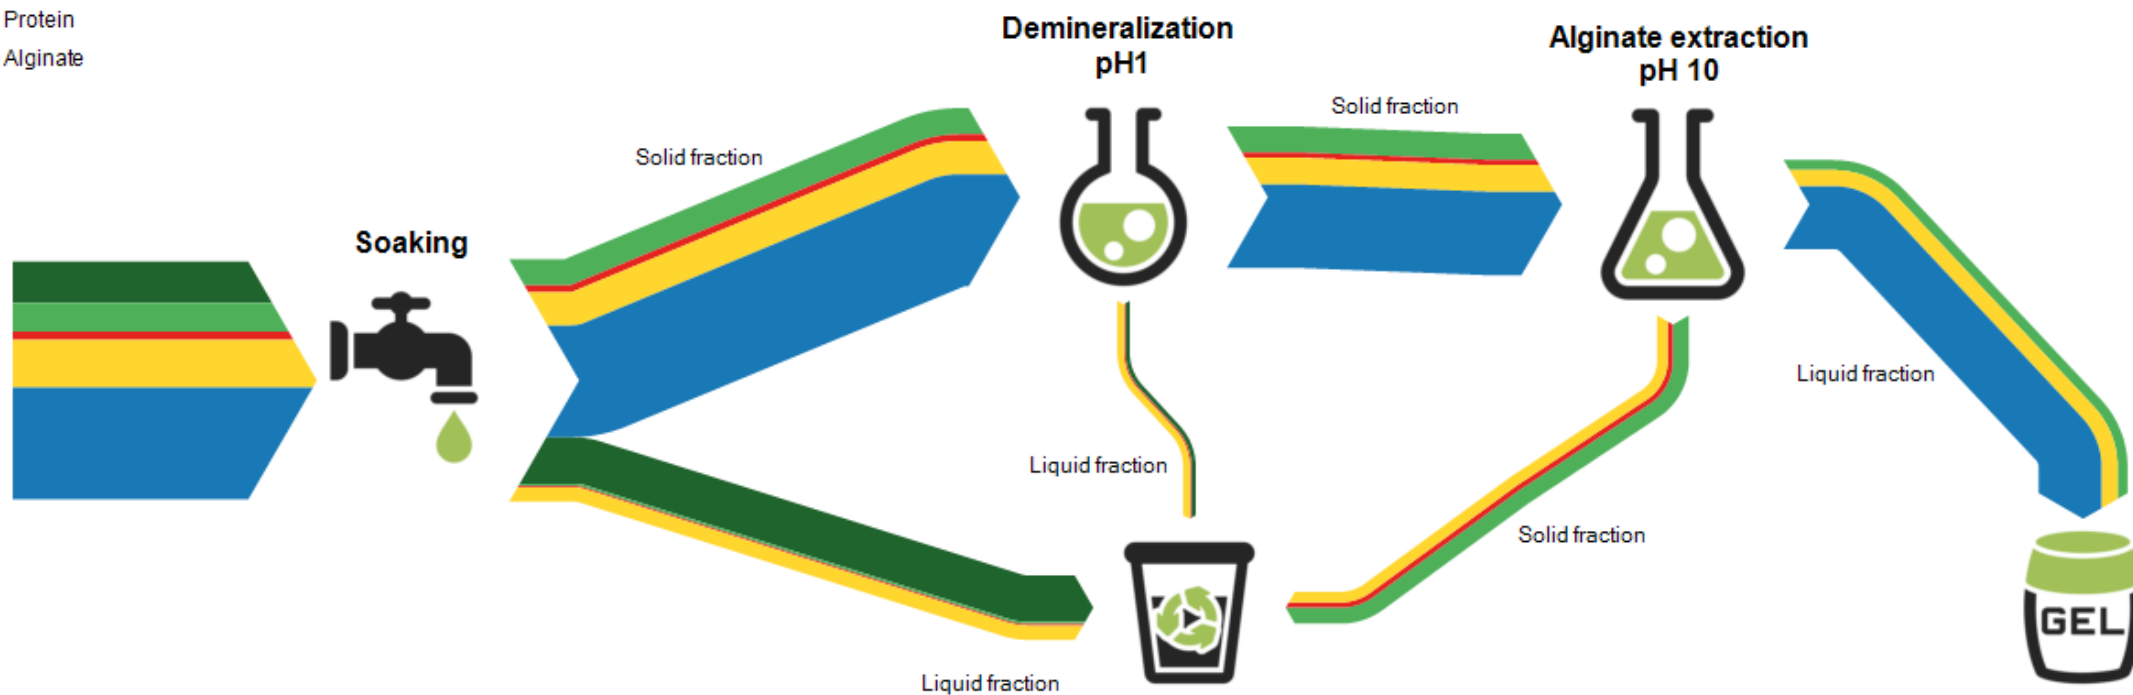 Protein
Alginate
Demineralization
pH1
Alginate extraction
pH 10
Solid fraction
Solid fraction
Soaking
Liquid fraction
Liquid fraction
Solid fraction
GEL
Liquid fraction